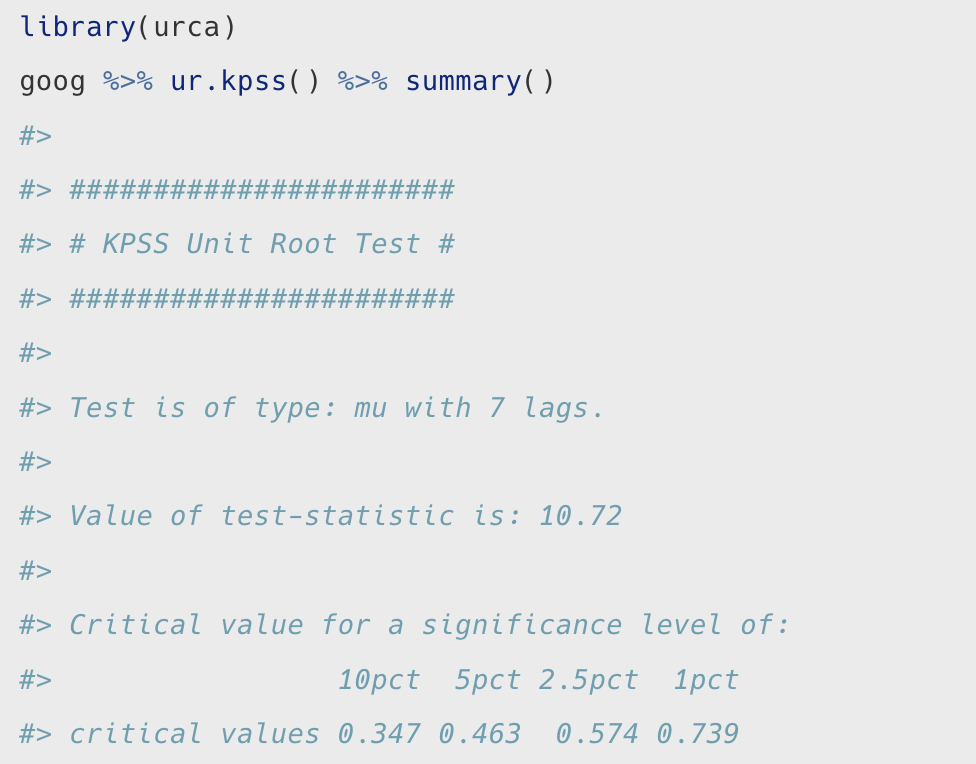 library(urca)
goog %>% ur.kpss() %>% summary()
#>
#> #######################
#> # KPSS Unit Root Test #
#> #######################
#>
#> Test is of type: mu with 7 lags.
#>
#> Value of test-statistic is: 10.72
#>
#> Critical value for a significance level of:
#>                 10pct  5pct 2.5pct  1pct
#> critical values 0.347 0.463  0.574 0.739